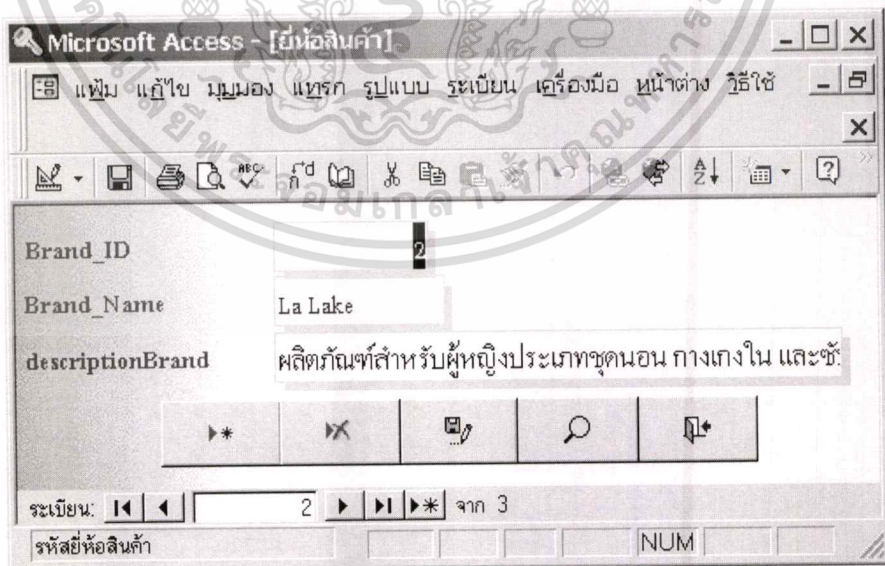 Microsoft Access - [ยี่ห้อสินค้า]
แฟ้ม แก้ไข มุมมอง แทรก รูปแบบ ระเบียน เครื่องมือ หน้าต่าง วิธีใช้
Brand_ID 2
Brand_Name La Lake
descriptionBrand ผลิตภัณฑ์สำหรับผู้หญิงประเภทชุดนอน กางเกงใน และซั
ระเบียน: 2 จาก 3
รหัสยี่ห้อสินค้า NUM